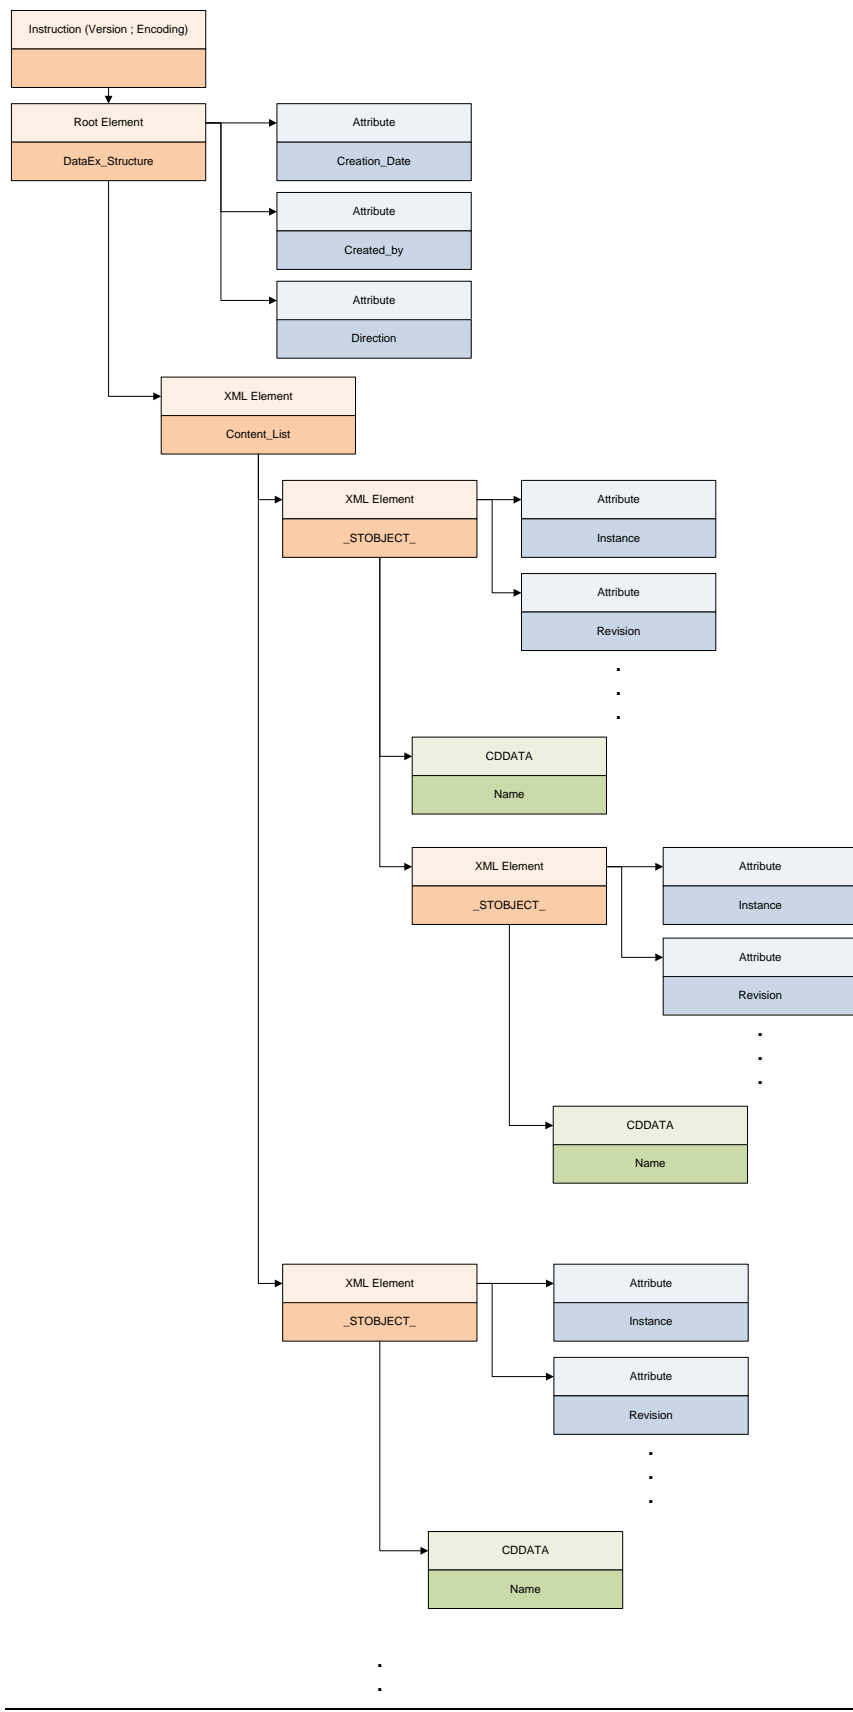 Instruction (Version ; Encoding)
Root Element
DataEx_Structure
Attribute
Creation_Date
Attribute
Created_by
Attribute
Direction
XML Element
Content_List
XML Element
_STOBJECT_
Attribute
Instance
Attribute
Revision
CDDATA
Name
XML Element
_STOBJECT_
Attribute
Instance
Attribute
Revision
CDDATA
Name
XML Element
_STOBJECT_
Attribute
Instance
Attribute
Revision
CDDATA
Name